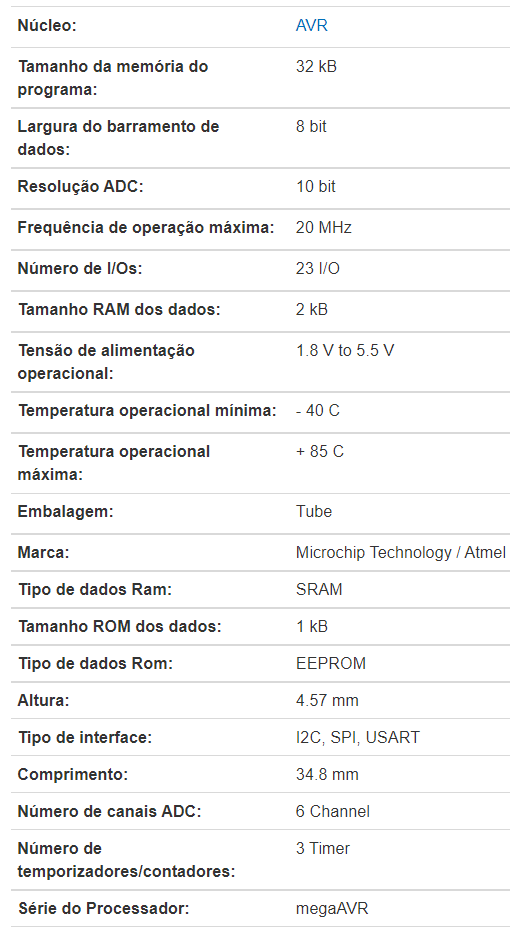 Núcleo: AVR
Tamanho da memória do 32 kB
programa:
Largura do barramento de 8 bit
dados:
Resolução ADC: 10 bit
Frequência de operação máxima: 20 MHz
Número de I/Os: 23 I/O
Tamanho RAM dos dados: 2 kB
Tensão de alimentação 1.8 V to 5.5 V
operacional:
Temperatura operacional mínima: - 40 C
Temperatura operacional + 85 C
máxima:
Embalagem: Tube
Marca: Microchip Technology / Atmel
Tipo de dados Ram: SRAM
Tamanho ROM dos dados: 1 kB
Tipo de dados Rom: EEPROM
Altura: 4.57 mm
Tipo de interface: I2C, SPI, USART
Comprimento: 34.8 mm
Número de canais ADC: 6 Channel
Número de 3 Timer
temporizadores/contadores:
Série do Processador: megaAVR